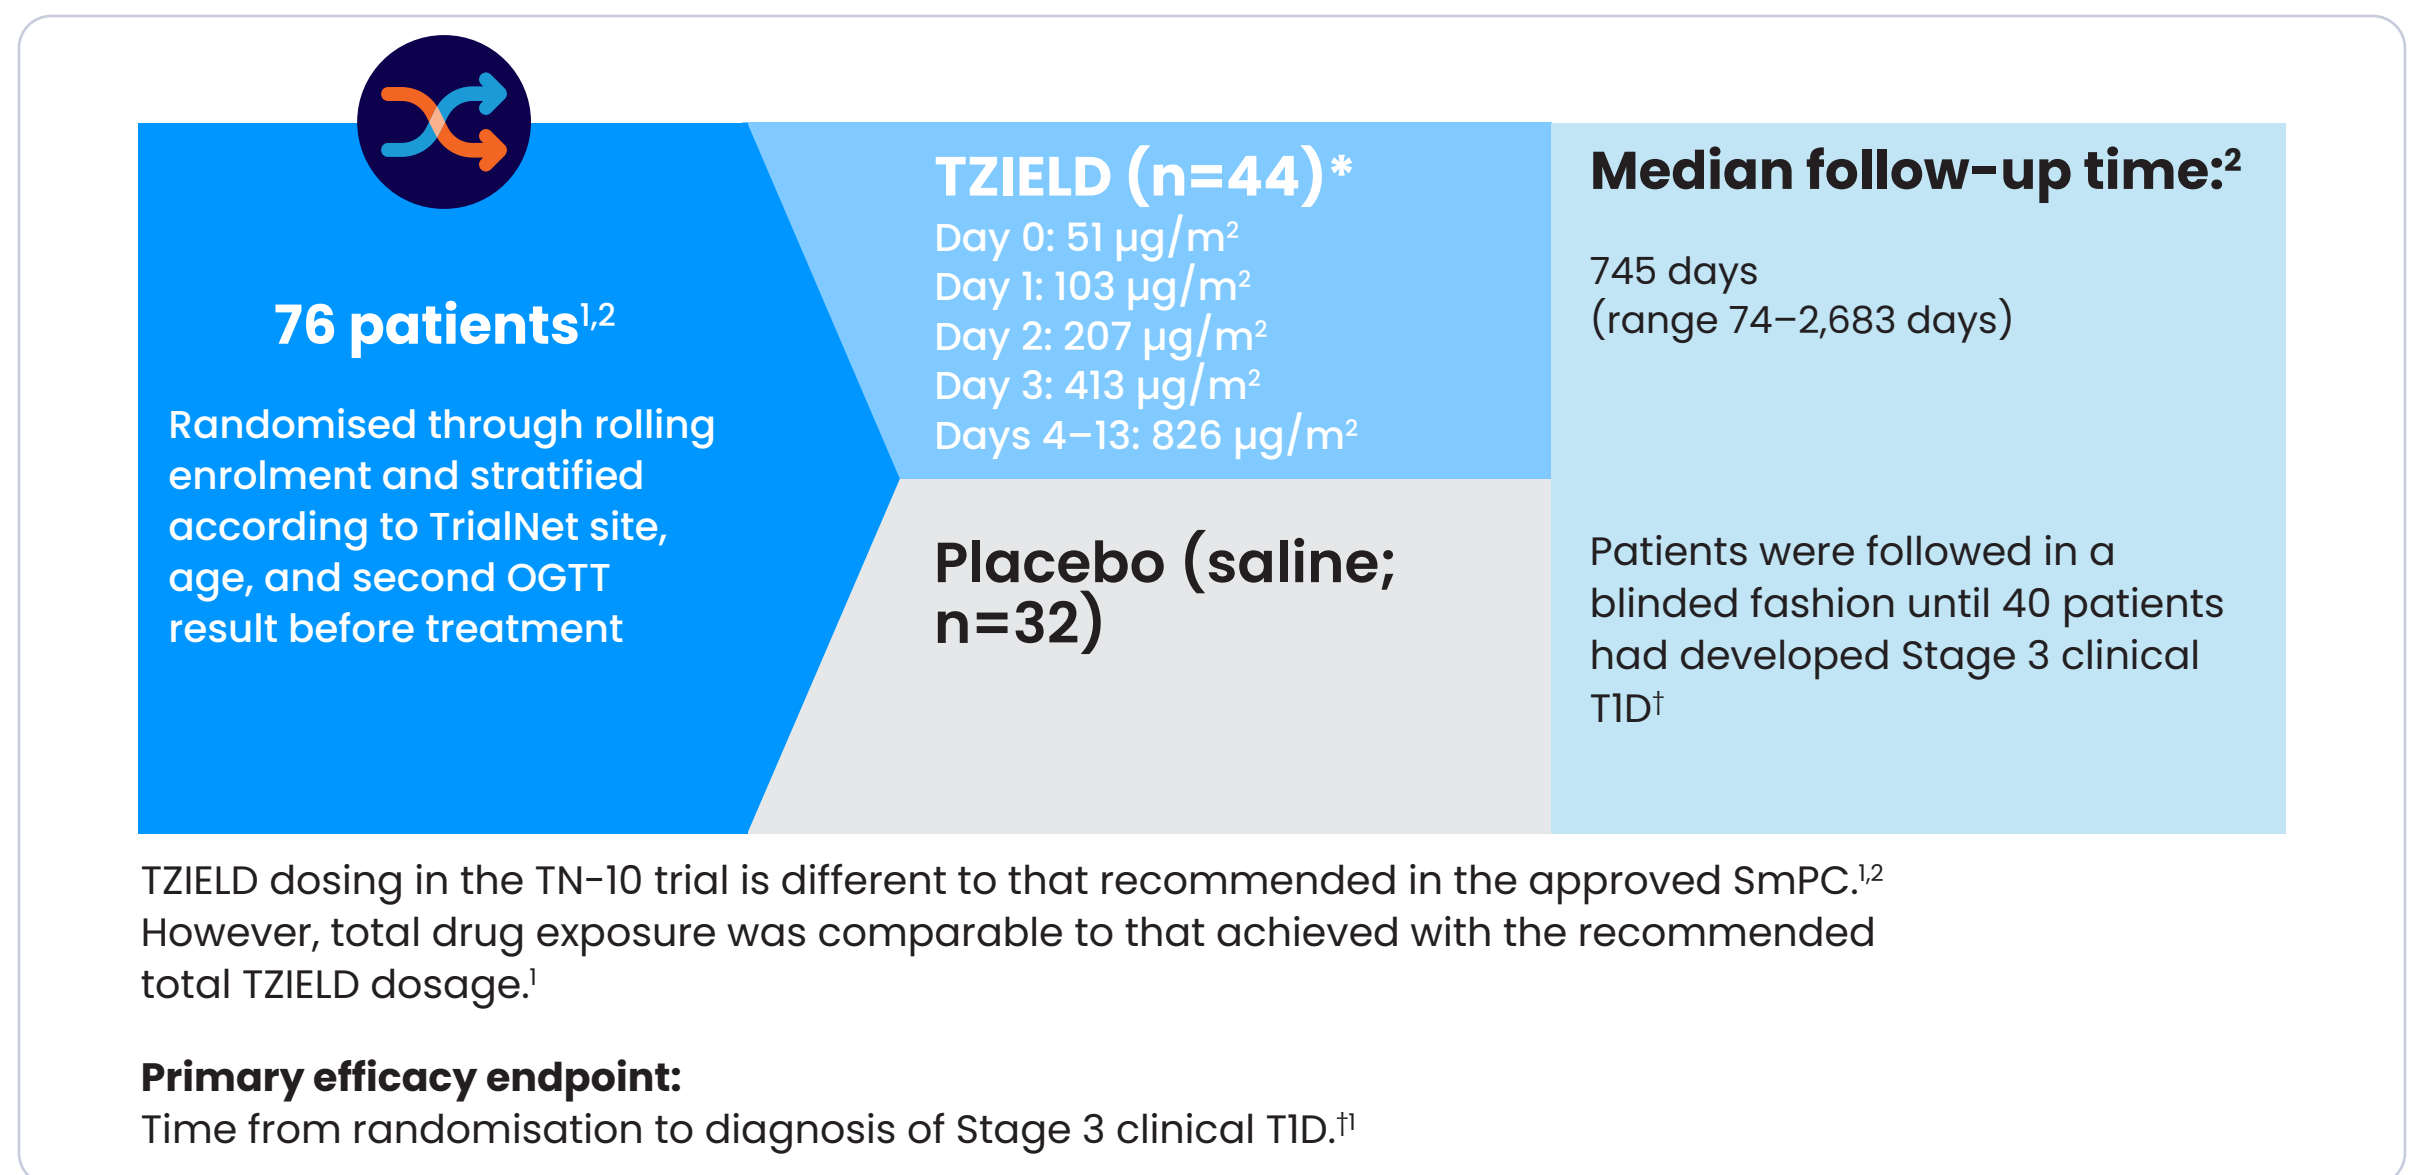 76 patients¹,²
Randomised through rolling
enrolment and stratified
according to TrialNet site,
age, and second OGTT
result before treatment
TZIELD (n=44)*
Day 0: 51 µg/m²
Day 1: 103 µg/m²
Day 2: 207 µg/m²
Day 3: 413 µg/m²
Days 4–13: 826 µg/m²
Placebo (saline;
n=32)
Median follow-up time:²
745 days
(range 74–2,683 days)
Patients were followed in a
blinded fashion until 40 patients
had developed Stage 3 clinical
T1D†
TZIELD dosing in the TN-10 trial is different to that recommended in the approved SmPC.¹,²
However, total drug exposure was comparable to that achieved with the recommended
total TZIELD dosage.¹
Primary efficacy endpoint:
Time from randomisation to diagnosis of Stage 3 clinical T1D.†¹